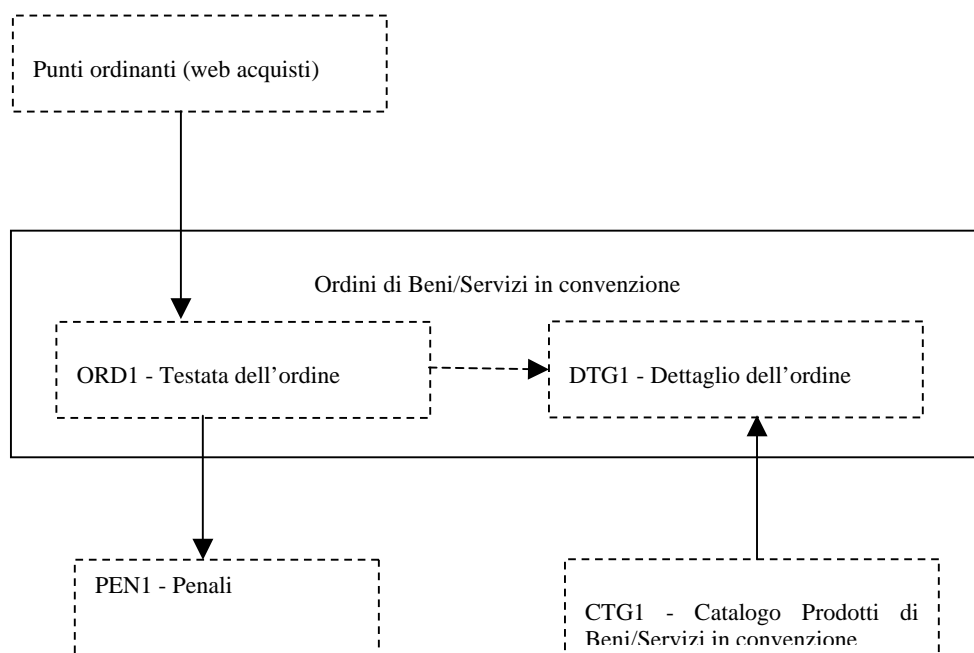 Punti ordinanti (web acquisti)
Ordini di Beni/Servizi in convenzione
ORD1 - Testata dell’ordine
DTG1 - Dettaglio dell’ordine
PEN1 - Penali
CTG1 - Catalogo Prodotti di
Beni/Servizi in convenzione